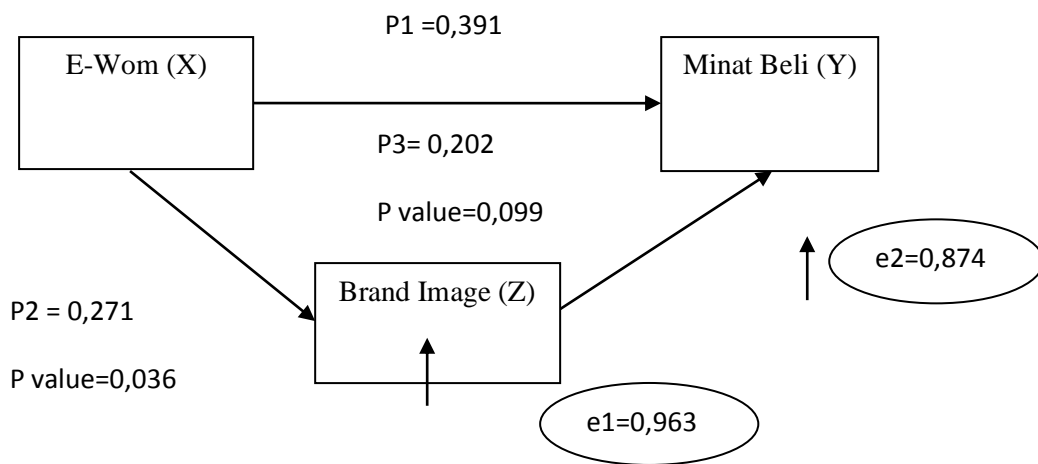 P1 =0,391
E-Wom (X)
Minat Beli (Y)
P3= 0,202
P value=0,099
e2=0,874
Brand Image (Z)
P2 = 0,271
P value=0,036
e1=0,963